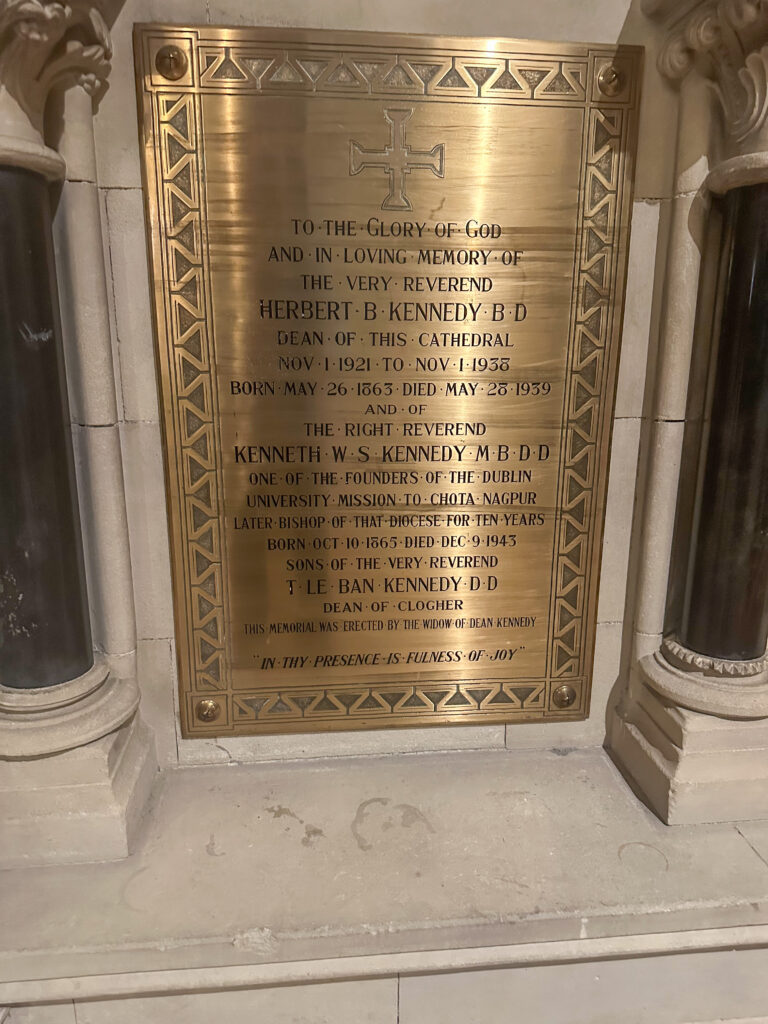 TO·THE·GLORY·OF·GOD
AND·IN·LOVING·MEMORY·OF
THE·VERY·REVEREND
HERBERT·B·KENNEDY·B·D
DEAN·OF·THIS·CATHEDRAL
NOV·1·1921·TO·NOV·1·1938
BORN·MAY·26·1863·DIED·MAY·28·1939
AND·OF
THE·RIGHT·REVEREND
KENNETH·W·S·KENNEDY·M·B·D·D
ONE·OF·THE·FOUNDERS·OF·THE·DUBLIN
UNIVERSITY·MISSION·TO·CHOTA·NAGPUR
LATER·BISHOP·OF·THAT·DIOCESE·FOR·TEN·YEARS
BORN·OCT·10·1865·DIED·DEC·9·1943
SONS·OF·THE·VERY·REVEREND
T·LE·BAN·KENNEDY·D·D
DEAN·OF·CLOGHER
THIS MEMORIAL WAS ERECTED BY THE WIDOW OF DEAN KENNEDY
"IN·THY·PRESENCE·IS·FULNESS·OF·JOY"